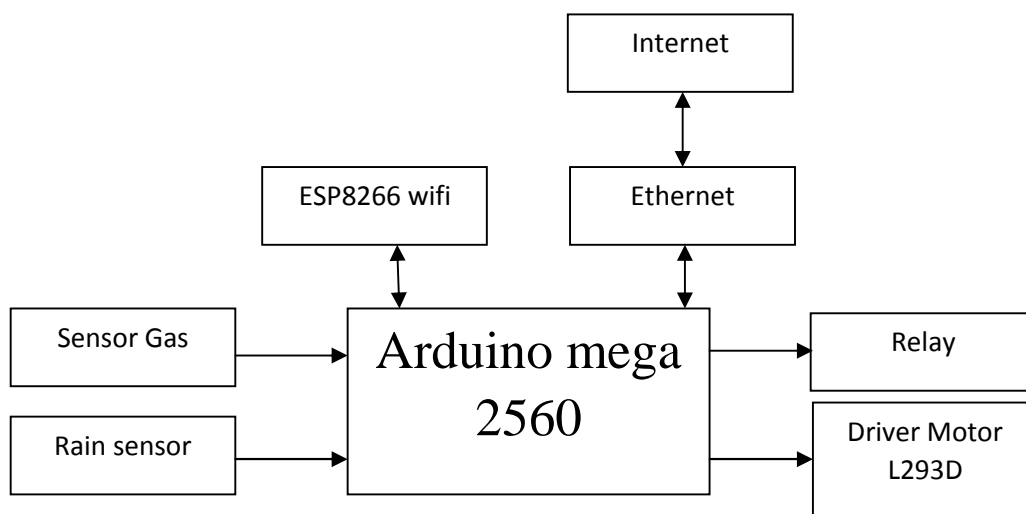 Internet
ESP8266 wifi
Ethernet
Sensor Gas
Arduino mega
2560
Relay
Rain sensor
Driver Motor
L293D